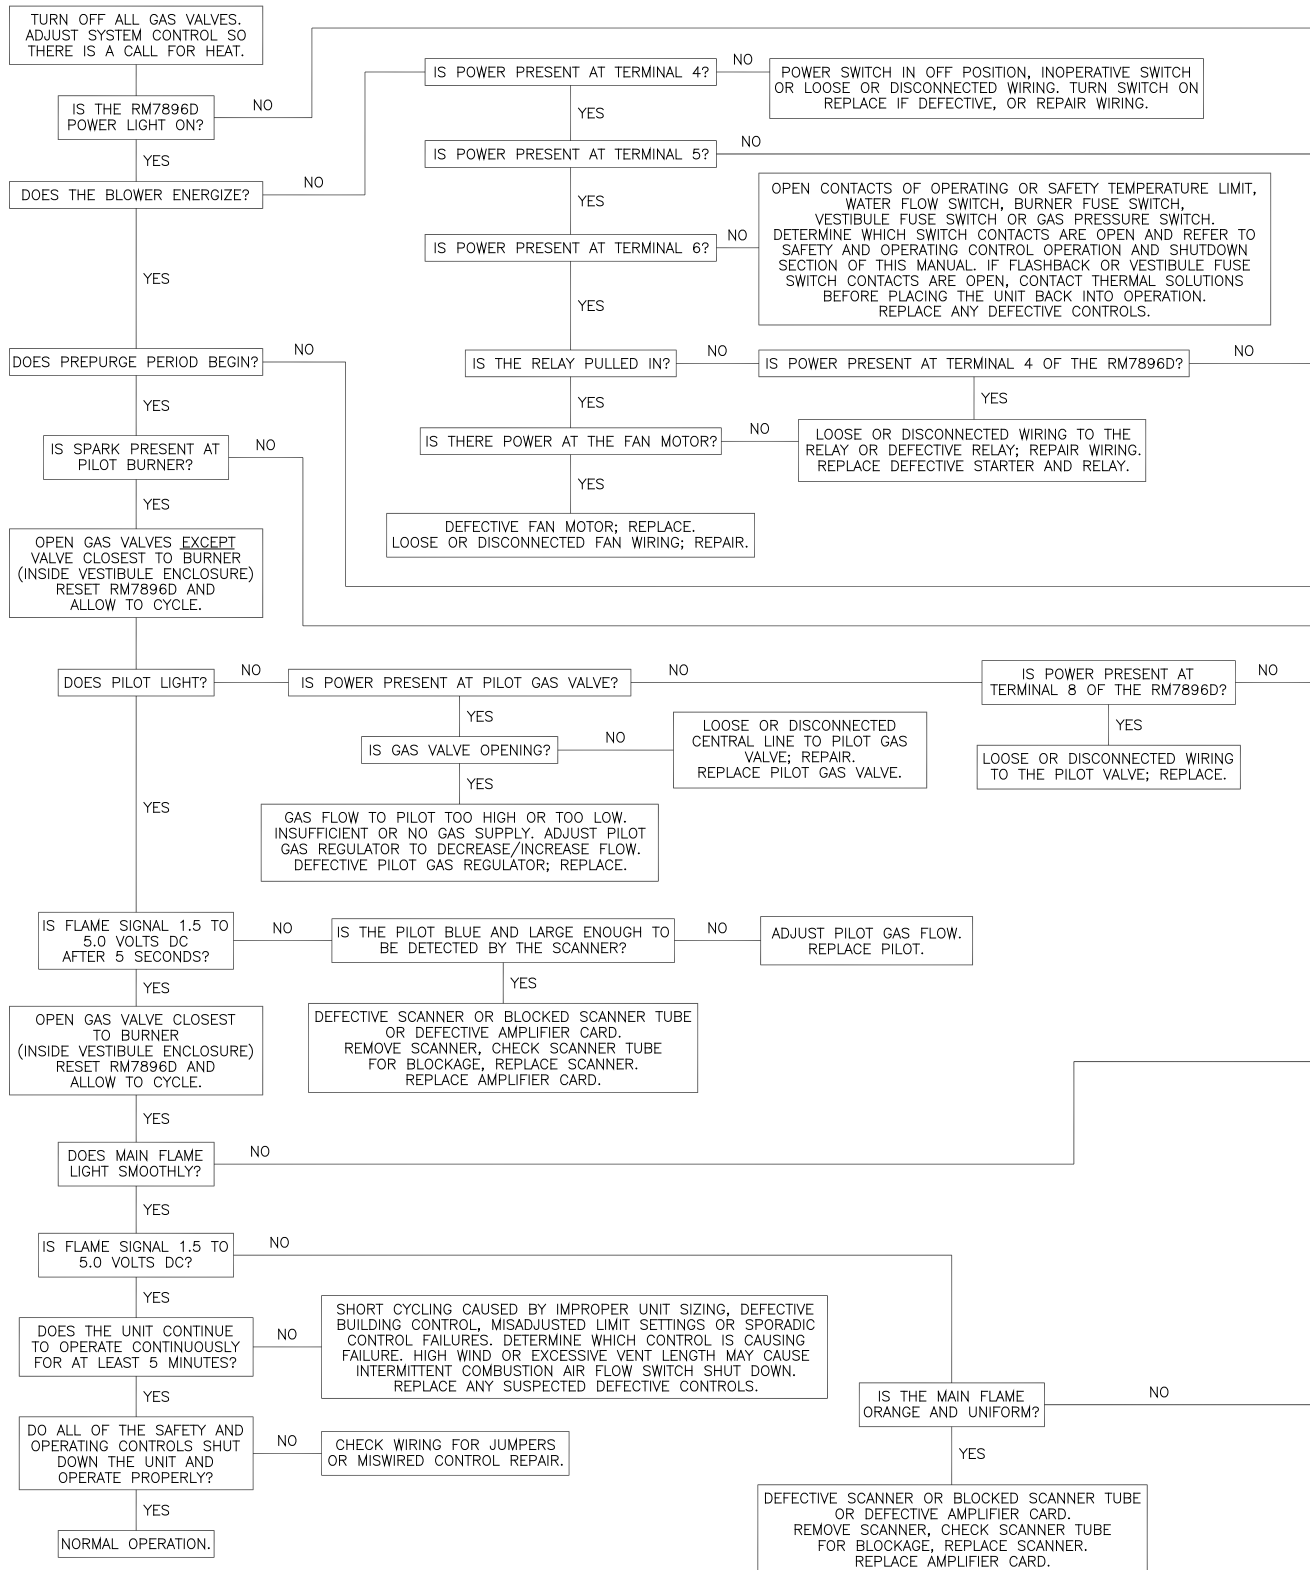 TURN OFF ALL GAS VALVES.
ADJUST SYSTEM CONTROL SO
THERE IS A CALL FOR HEAT.
IS THE RM7896D
POWER LIGHT ON?
NO
YES
DOES THE BLOWER ENERGIZE?
NO
YES
IS POWER PRESENT AT TERMINAL 4?
NO
POWER SWITCH IN OFF POSITION, INOPERATIVE SWITCH
OR LOOSE OR DISCONNECTED WIRING. TURN SWITCH ON
REPLACE IF DEFECTIVE, OR REPAIR WIRING.
YES
IS POWER PRESENT AT TERMINAL 5?
NO
YES
IS POWER PRESENT AT TERMINAL 6?
NO
OPEN CONTACTS OF OPERATING OR SAFETY TEMPERATURE LIMIT,
WATER FLOW SWITCH, BURNER FUSE SWITCH,
VESTIBULE FUSE SWITCH OR GAS PRESSURE SWITCH.
DETERMINE WHICH SWITCH CONTACTS ARE OPEN AND REFER TO
SAFETY AND OPERATING CONTROL OPERATION AND SHUTDOWN
SECTION OF THIS MANUAL. IF FLASHBACK OR VESTIBULE FUSE
SWITCH CONTACTS ARE OPEN, CONTACT THERMAL SOLUTIONS
BEFORE PLACING THE UNIT BACK INTO OPERATION.
REPLACE ANY DEFECTIVE CONTROLS.
YES
IS THE RELAY PULLED IN?
NO
IS POWER PRESENT AT TERMINAL 4 OF THE RM7896D?
NO
YES
YES
IS THERE POWER AT THE FAN MOTOR?
NO
LOOSE OR DISCONNECTED WIRING TO THE
RELAY OR DEFECTIVE RELAY; REPAIR WIRING.
REPLACE DEFECTIVE STARTER AND RELAY.
YES
DEFECTIVE FAN MOTOR; REPLACE.
LOOSE OR DISCONNECTED FAN WIRING; REPAIR.
DOES PREPURGE PERIOD BEGIN?
NO
YES
IS SPARK PRESENT AT
PILOT BURNER?
NO
YES
OPEN GAS VALVES EXCEPT
VALVE CLOSEST TO BURNER
(INSIDE VESTIBULE ENCLOSURE)
RESET RM7896D AND
ALLOW TO CYCLE.
DOES PILOT LIGHT?
NO
IS POWER PRESENT AT PILOT GAS VALVE?
NO
IS POWER PRESENT AT
TERMINAL 8 OF THE RM7896D?
NO
YES
LOOSE OR DISCONNECTED WIRING
TO THE PILOT VALVE; REPLACE.
YES
IS GAS VALVE OPENING?
NO
LOOSE OR DISCONNECTED
CENTRAL LINE TO PILOT GAS
VALVE; REPAIR.
REPLACE PILOT GAS VALVE.
YES
GAS FLOW TO PILOT TOO HIGH OR TOO LOW.
INSUFFICIENT OR NO GAS SUPPLY. ADJUST PILOT
GAS REGULATOR TO DECREASE/INCREASE FLOW.
DEFECTIVE PILOT GAS REGULATOR; REPLACE.
YES
IS FLAME SIGNAL 1.5 TO
5.0 VOLTS DC
AFTER 5 SECONDS?
NO
IS THE PILOT BLUE AND LARGE ENOUGH TO
BE DETECTED BY THE SCANNER?
NO
ADJUST PILOT GAS FLOW.
REPLACE PILOT.
YES
DEFECTIVE SCANNER OR BLOCKED SCANNER TUBE
OR DEFECTIVE AMPLIFIER CARD.
REMOVE SCANNER, CHECK SCANNER TUBE
FOR BLOCKAGE, REPLACE SCANNER.
REPLACE AMPLIFIER CARD.
YES
OPEN GAS VALVE CLOSEST
TO BURNER
(INSIDE VESTIBULE ENCLOSURE)
RESET RM7896D AND
ALLOW TO CYCLE.
YES
DOES MAIN FLAME
LIGHT SMOOTHLY?
NO
YES
IS FLAME SIGNAL 1.5 TO
5.0 VOLTS DC?
NO
YES
DOES THE UNIT CONTINUE
TO OPERATE CONTINUOUSLY
FOR AT LEAST 5 MINUTES?
NO
SHORT CYCLING CAUSED BY IMPROPER UNIT SIZING, DEFECTIVE
BUILDING CONTROL, MISADJUSTED LIMIT SETTINGS OR SPORADIC
CONTROL FAILURES. DETERMINE WHICH CONTROL IS CAUSING
FAILURE. HIGH WIND OR EXCESSIVE VENT LENGTH MAY CAUSE
INTERMITTENT COMBUSTION AIR FLOW SWITCH SHUT DOWN.
REPLACE ANY SUSPECTED DEFECTIVE CONTROLS.
YES
DO ALL OF THE SAFETY AND
OPERATING CONTROLS SHUT
DOWN THE UNIT AND
OPERATE PROPERLY?
NO
CHECK WIRING FOR JUMPERS
OR MISWIRED CONTROL REPAIR.
YES
NORMAL OPERATION.
IS THE MAIN FLAME
ORANGE AND UNIFORM?
NO
YES
DEFECTIVE SCANNER OR BLOCKED SCANNER TUBE
OR DEFECTIVE AMPLIFIER CARD.
REMOVE SCANNER, CHECK SCANNER TUBE
FOR BLOCKAGE, REPLACE SCANNER.
REPLACE AMPLIFIER CARD.